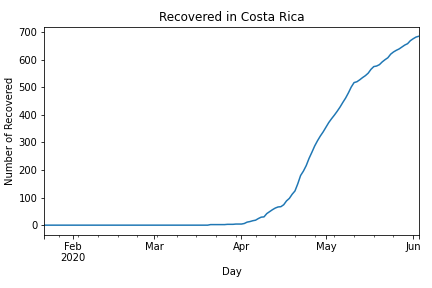 Recovered in Costa Rica
Number of Recovered
700
600
500
400
300
200
100
0
Feb
2020
Mar
Apr
May
Jun
Day